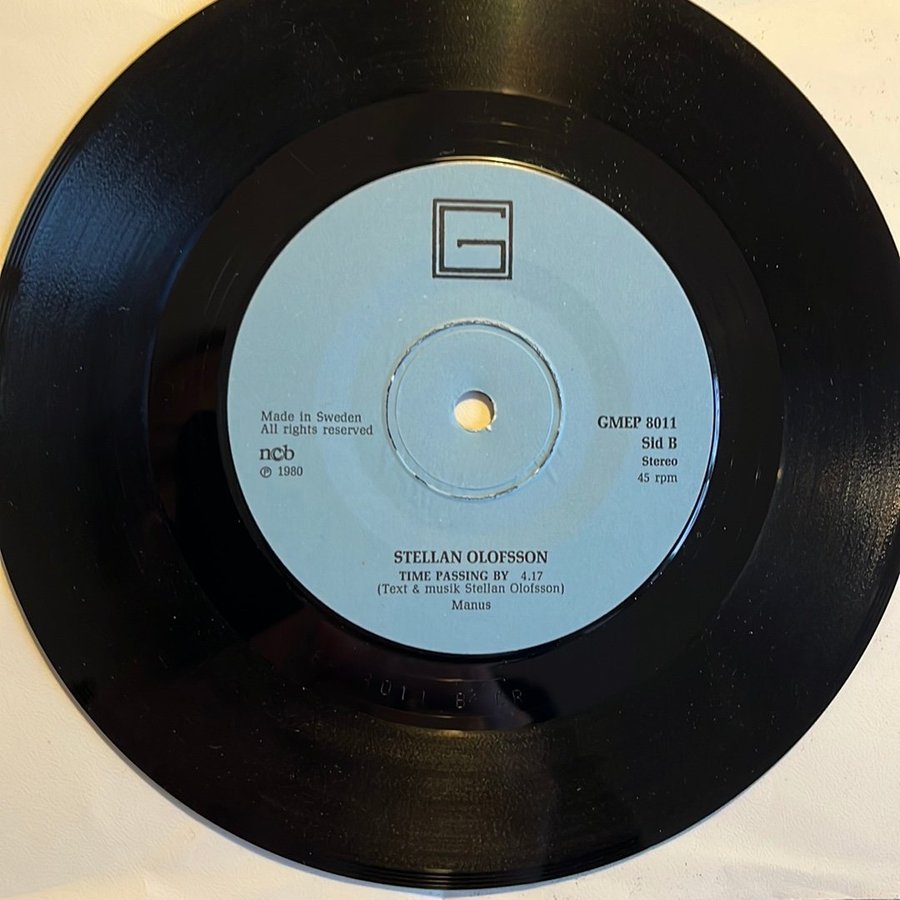 G
Made in Sweden
All rights reserved
ncb
℗ 1980
GMEP 8011
Sid B
Stereo
45 rpm
STELLAN OLOFSSON
TIME PASSING BY 4.17
(Text & musik Stellan Olofsson)
Manus
011 B